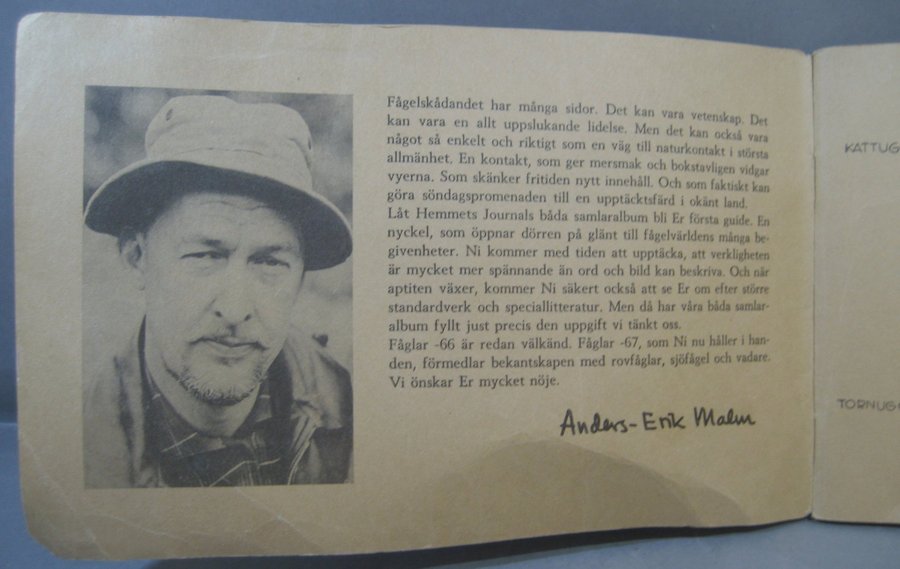 Fågelskådandet har många sidor. Det kan vara vetenskap. Det
kan vara en allt uppslukande lidelse. Men det kan också vara
något så enkelt och riktigt som en väg till naturkontakt i största
allmänhet. En kontakt, som ger mersmak och bokstavligen vidgar
vyerna. Som skänker fritiden nytt innehåll. Och som faktiskt kan
göra söndagspromenaden till en upptäcktsfärd i okänt land.
Låt Hemmets Journals båda samlaralbum bli Er första guide. En
nyckel, som öppnar dörren på glänt till fågelvärldens många be-
givenheter. Ni kommer med tiden att upptäcka, att verkligheten
är mycket mer spännande än ord och bild kan beskriva. Och när
aptiten växer, kommer Ni säkert också att se Er om efter större
standardverk och speciallitteratur. Men då har våra båda samlar-
album fyllt just precis den uppgift vi tänkt oss.
Fåglar -66 är redan välkänd. Fåglar -67, som Ni nu håller i han-
den, förmedlar bekantskapen med rovfåglar, sjöfågel och vadare.
Vi önskar Er mycket nöje.
Anders-Erik Malm
KATTUG
TORNUG